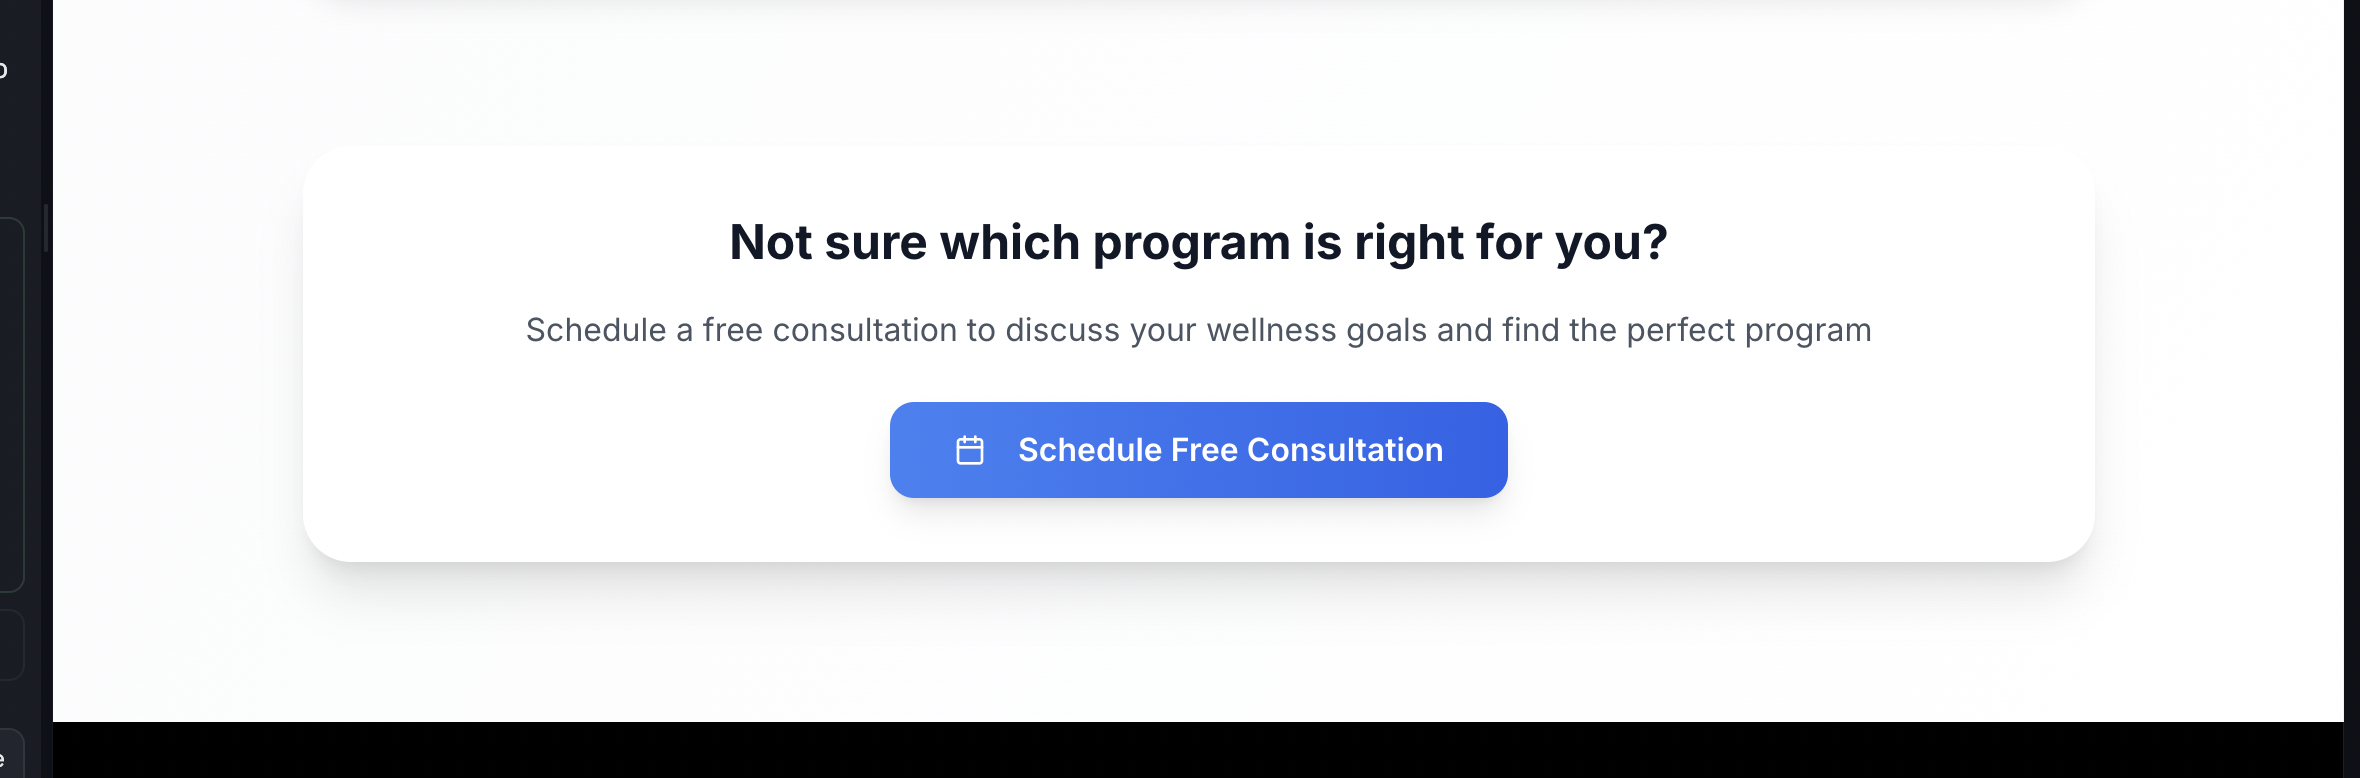 Not sure which program is right for you?
Schedule a free consultation to discuss your wellness goals and find the perfect program
Schedule Free Consultation